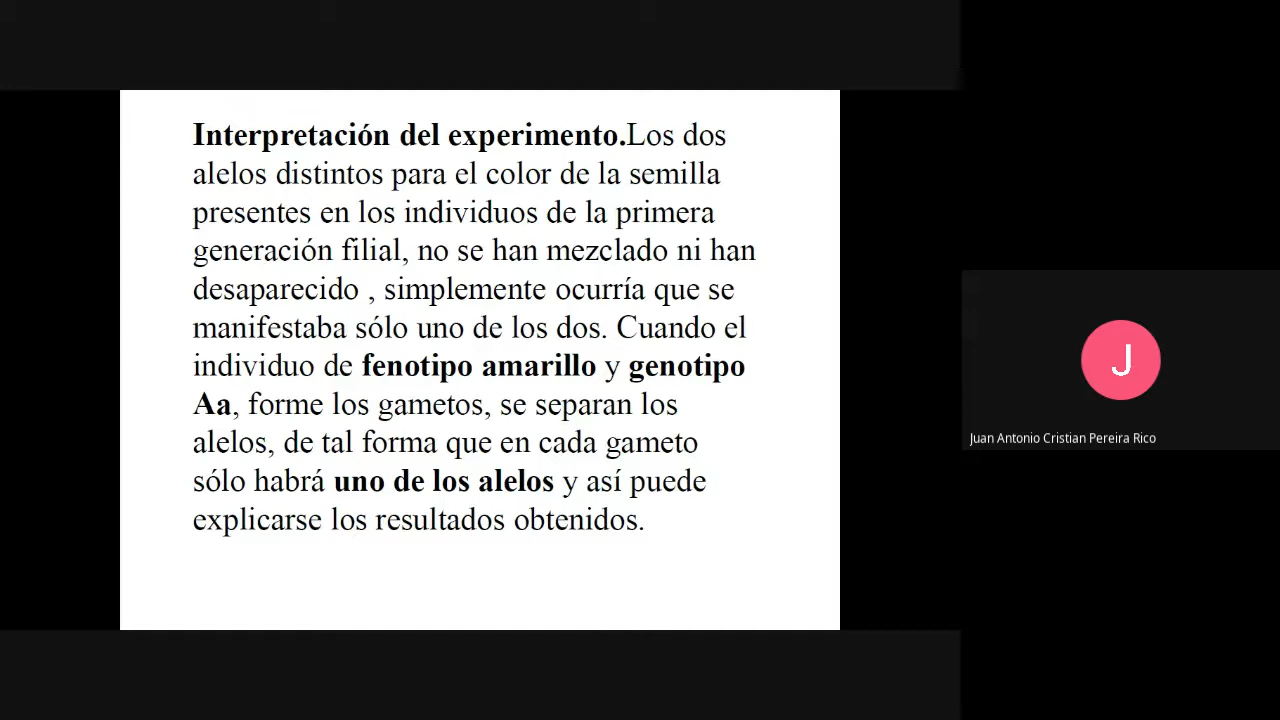 Interpretación del experimento.Los dos
alelos distintos para el color de la semilla
presentes en los individuos de la primera
generación filial, no se han mezclado ni han
desaparecido , simplemente ocurría que se
manifestaba sólo uno de los dos. Cuando el
individuo de fenotipo amarillo y genotipo
Aa, forme los gametos, se separan los
alelos, de tal forma que en cada gameto
sólo habrá uno de los alelos y así puede
explicarse los resultados obtenidos.
J
Juan Antonio Cristian Pereira Rico